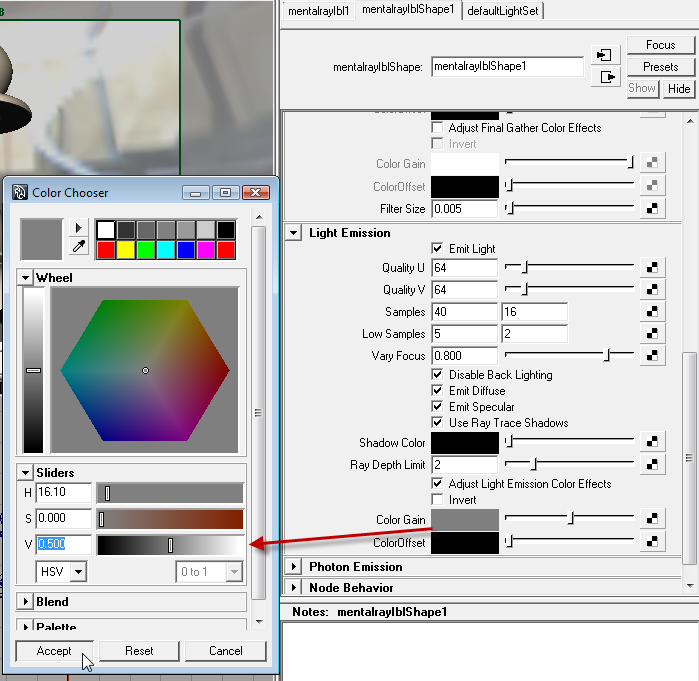 8
mentalrayIbl1
mentalrayIblShape1
defaultLightSet
mentalrayIblShape:
mentalrayIblShape1
Focus
Presets
Show
Hide
Adjust Final Gather Color Effects
Invert
Color Gain
ColorOffset
Filter Size
0.005
Light Emission
Emit Light
Quality U
64
Quality V
64
Samples
40
16
Low Samples
5
2
Vary Focus
0.800
Disable Back Lighting
Emit Diffuse
Emit Specular
Use Ray Trace Shadows
Shadow Color
Ray Depth Limit
2
Adjust Light Emission Color Effects
Invert
Color Gain
ColorOffset
Photon Emission
Node Behavior
Notes: mentalrayIblShape1
Color Chooser
Wheel
Sliders
H
16.10
S
0.000
V
0.500
HSV
0 to 1
Blend
Palette
Accept
Reset
Cancel